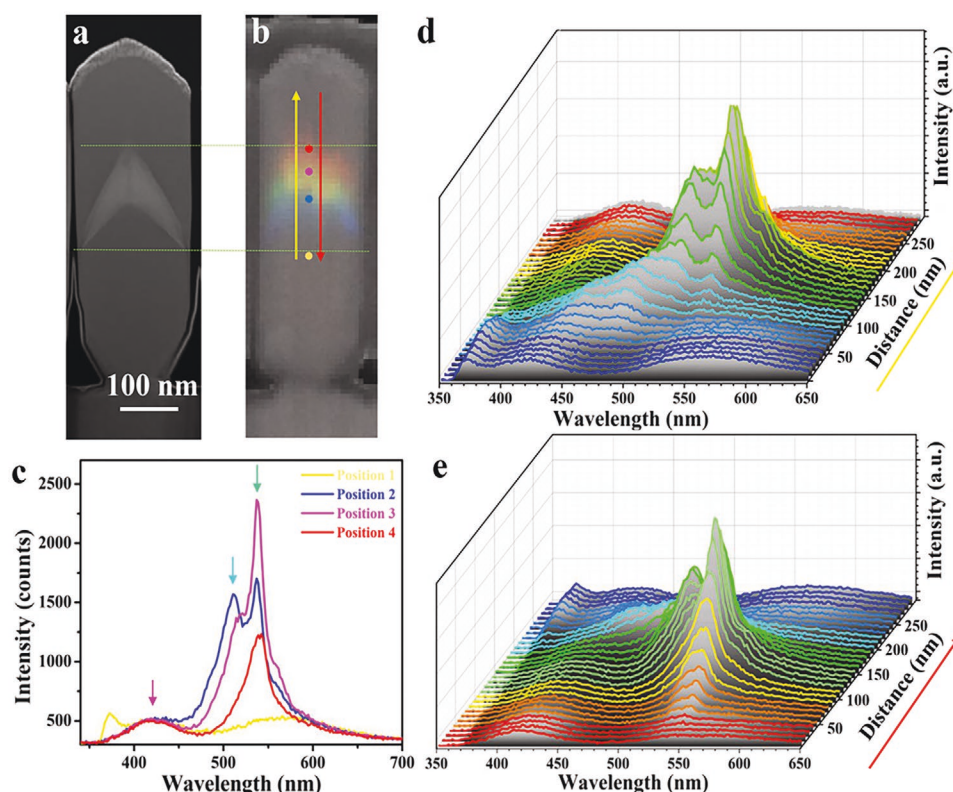 a
b
100 nm
c
2500
2000
1500
1000
500
Intensity (counts)
Position 1
Position 2
Position 3
Position 4
400
500
600
700
Wavelength (nm)
d
Intensity (a.u.)
250
200
150
100
50
Distance (nm)
350
400
450
500
550
600
650
Wavelength (nm)
e
Intensity (a.u.)
250
200
150
100
50
Distance (nm)
350
400
450
500
550
600
650
Wavelength (nm)